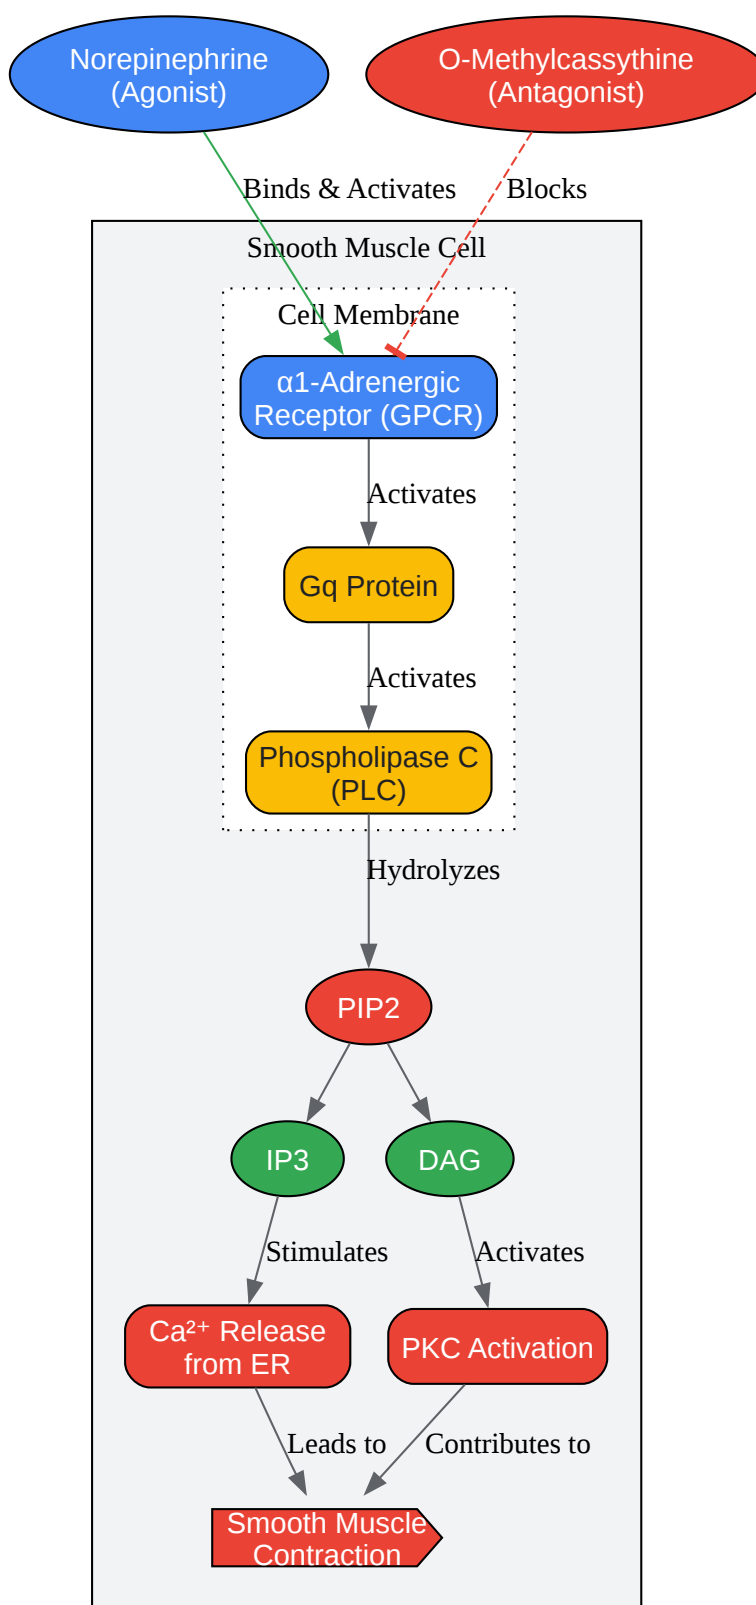 Norepinephrine
(Agonist)
O-Methylcassythine
(Antagonist)
Binds & Activates
Blocks
Smooth Muscle Cell
Cell Membrane
α1-Adrenergic
Receptor (GPCR)
Activates
Gq Protein
Activates
Phospholipase C
(PLC)
Hydrolyzes
PIP2
IP3
DAG
Stimulates
Activates
Ca²⁺ Release
from ER
PKC Activation
Leads to
Contributes to
Smooth Muscle
Contraction